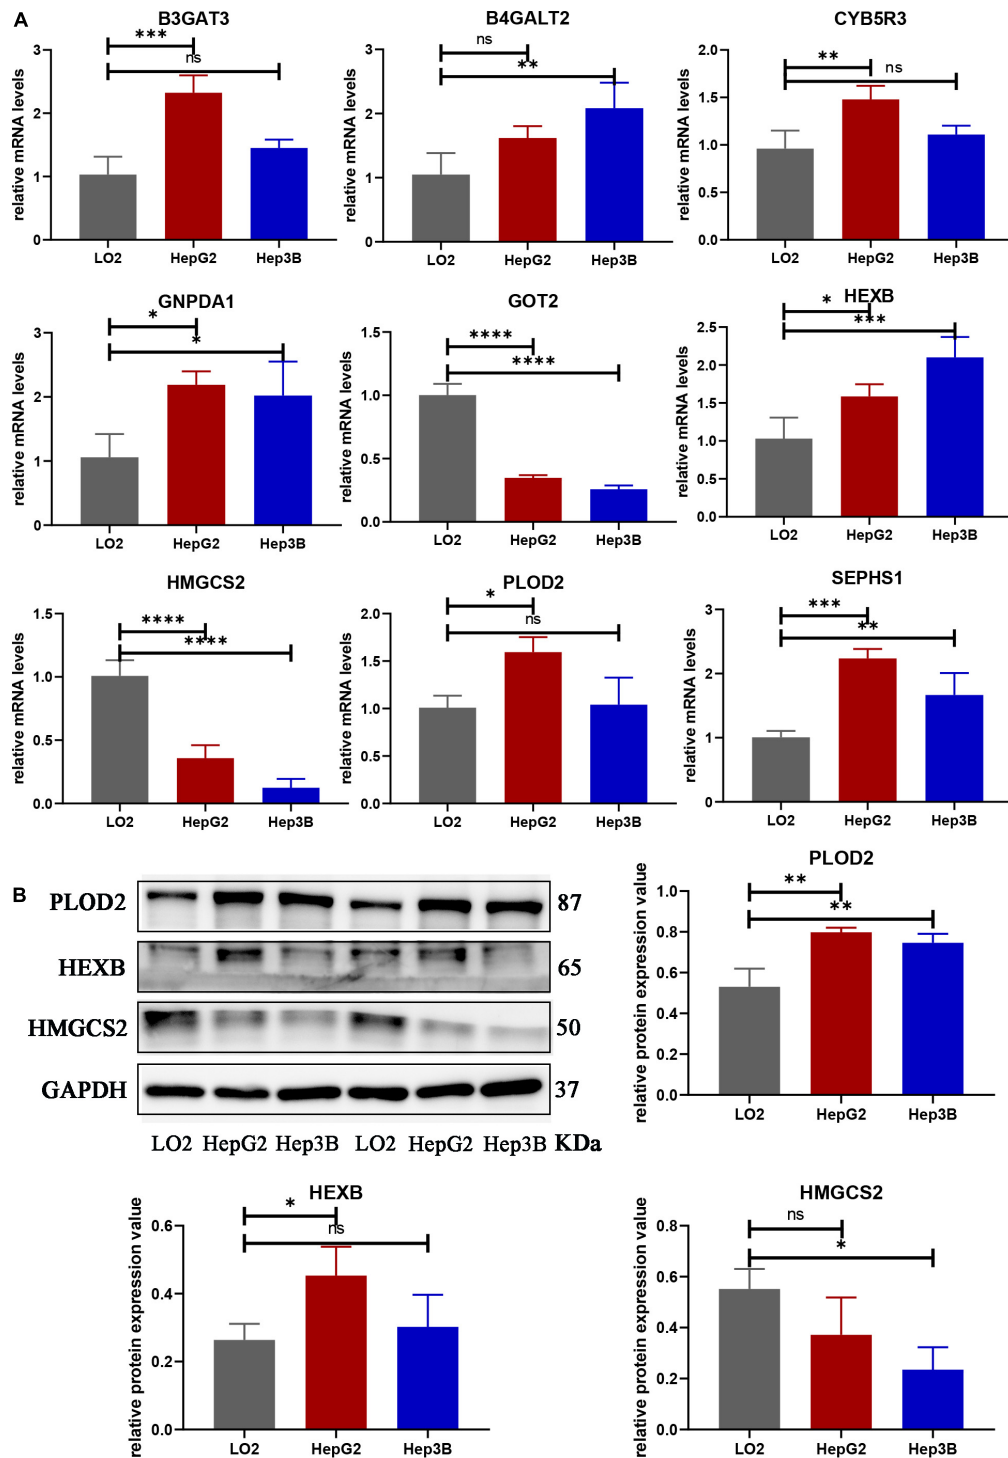 A
B3GAT3
relative mRNA levels
3
2
1
0
***
ns
LO2 HepG2 Hep3B
B4GALT2
relative mRNA levels
3
2
1
0
ns
**
LO2 HepG2 Hep3B
CYB5R3
relative mRNA levels
2.0
1.5
1.0
0.5
0.0
**
ns
LO2 HepG2 Hep3B
GNPDA1
relative mRNA levels
3
2
1
0
*
*
LO2 HepG2 Hep3B
GOT2
relative mRNA levels
1.5
1.0
0.5
0.0
****
****
LO2 HepG2 Hep3B
HEXB
relative mRNA levels
2.5
2.0
1.5
1.0
0.5
0.0
*
***
LO2 HepG2 Hep3B
HMGCS2
relative mRNA levels
1.5
1.0
0.5
0.0
****
****
LO2 HepG2 Hep3B
PLOD2
relative mRNA levels
2.0
1.5
1.0
0.5
0.0
*
ns
LO2 HepG2 Hep3B
SEPHS1
relative mRNA levels
3
2
1
0
***
**
LO2 HepG2 Hep3B
B
PLOD2 87
HEXB 65
HMGCS2 50
GAPDH 37
LO2 HepG2 Hep3B LO2 HepG2 Hep3B KDa
PLOD2
relative protein expression value
1.0
0.8
0.6
0.4
0.2
0.0
**
**
LO2 HepG2 Hep3B
HEXB
relative protein expression value
0.6
0.4
0.2
0.0
*
ns
LO2 HepG2 Hep3B
HMGCS2
relative protein expression value
0.8
0.6
0.4
0.2
0.0
ns
*
LO2 HepG2 Hep3B